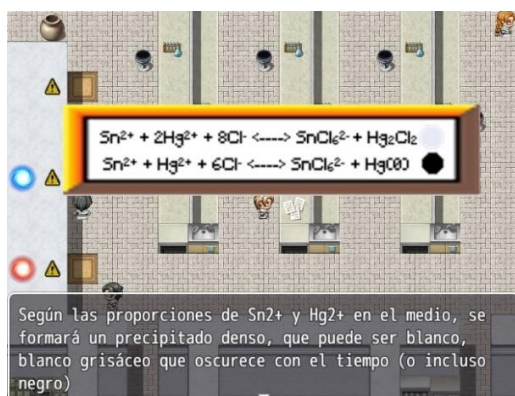 Sn²⁺ + 2Hg²⁺ + 8Cl⁻ <----> SnCl₆²⁻ + Hg₂Cl₂
Sn²⁺ + Hg²⁺ + 6Cl⁻ <----> SnCl₆²⁻ + Hg(0)
Según las proporciones de Sn2+ y Hg2+ en el medio, se
formará un precipitado denso, que puede ser blanco,
blanco grisáceo que oscurece con el tiempo (o incluso
negro)